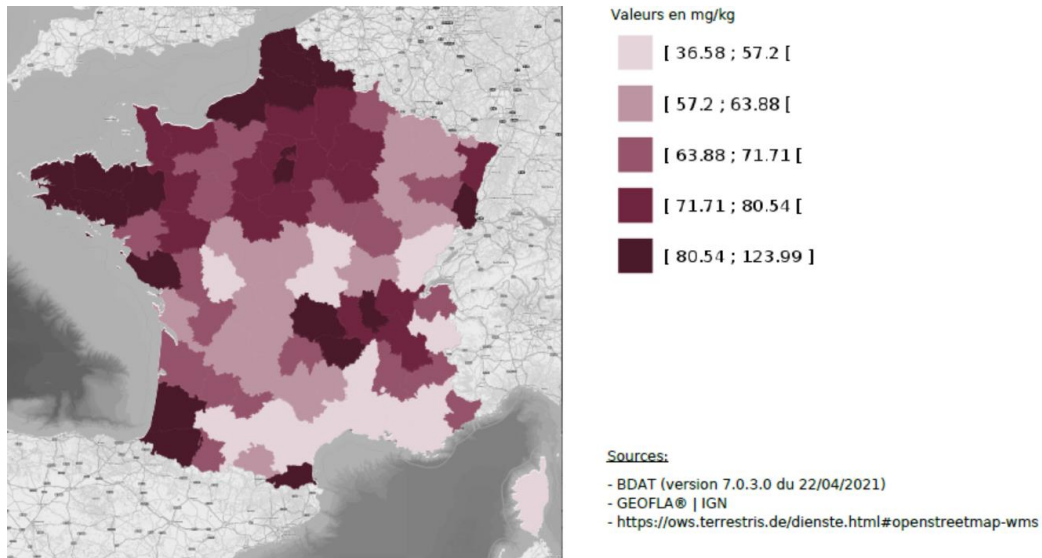 Valeurs en mg/kg
[ 36.58 ; 57.2 [
[ 57.2 ; 63.88 [
[ 63.88 ; 71.71 [
[ 71.71 ; 80.54 [
[ 80.54 ; 123.99 ]
Sources:
- BDAT (version 7.0.3.0 du 22/04/2021)
- GEOFLA® | IGN
- https://ows.terrestris.de/dienste.html#openstreetmap-wms